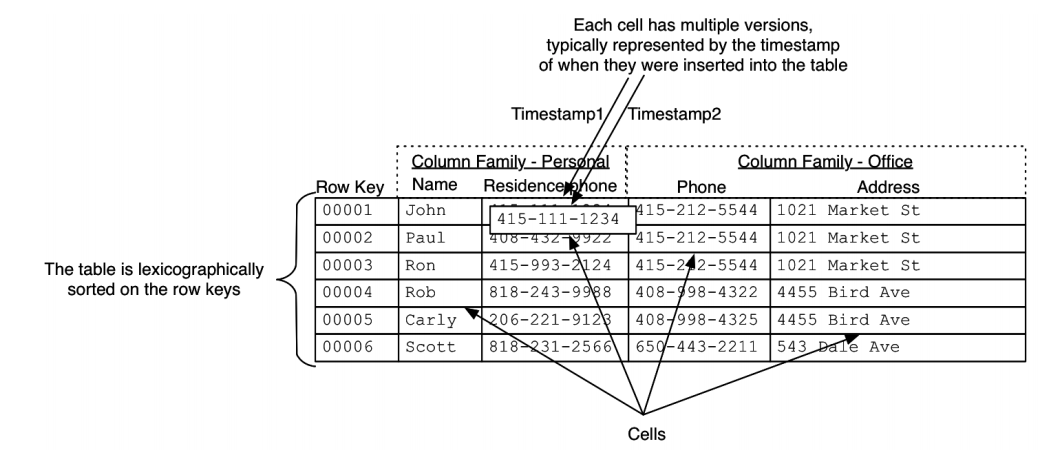 Each cell has multiple versions,
typically represented by the timestamp
of when they were inserted into the table
Timestamp1 Timestamp2
Column Family - Personal Column Family - Office
Row Key Name Residence phone Phone Address
00001 John 415-212-5544 1021 Market St
415-111-1234
00002 Paul 408-432-9922 415-212-5544 1021 Market St
The table is lexicographically
sorted on the row keys
00003 Ron 415-993-2124 415-212-5544 1021 Market St
00004 Rob 818-243-9988 408-998-4322 4455 Bird Ave
00005 Carly 206-221-9123 408-998-4325 4455 Bird Ave
00006 Scott 818-231-2566 650-443-2211 543 Dale Ave
Cells